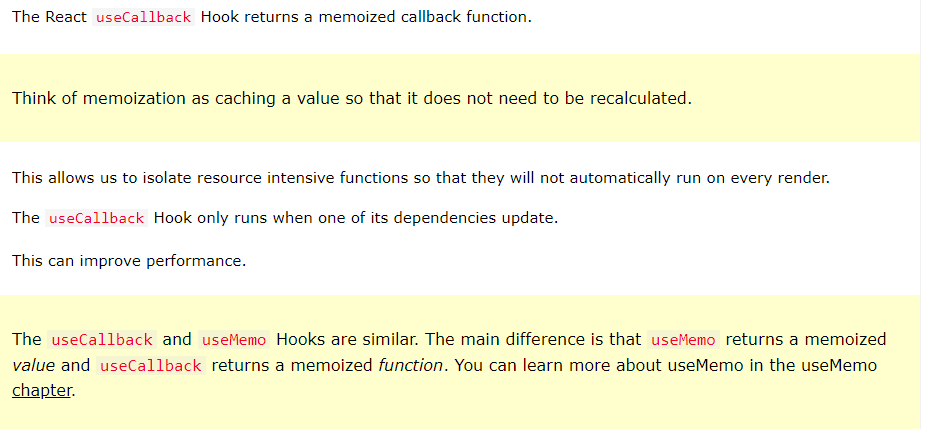 The React useCallback Hook returns a memoized callback function.
Think of memoization as caching a value so that it does not need to be recalculated.
This allows us to isolate resource intensive functions so that they will not automatically run on every render.
The useCallback Hook only runs when one of its dependencies update.
This can improve performance.
The useCallback and useMemo Hooks are similar. The main difference is that useMemo returns a memoized
value and useCallback returns a memoized function. You can learn more about useMemo in the useMemo
chapter.